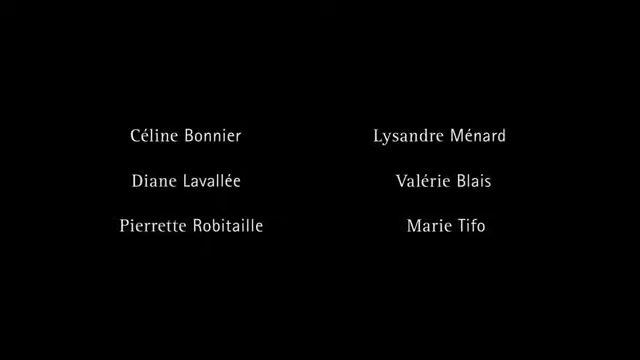 Céline Bonnier
Lysandre Ménard
Diane Lavallée
Valérie Blais
Pierrette Robitaille
Marie Tifo